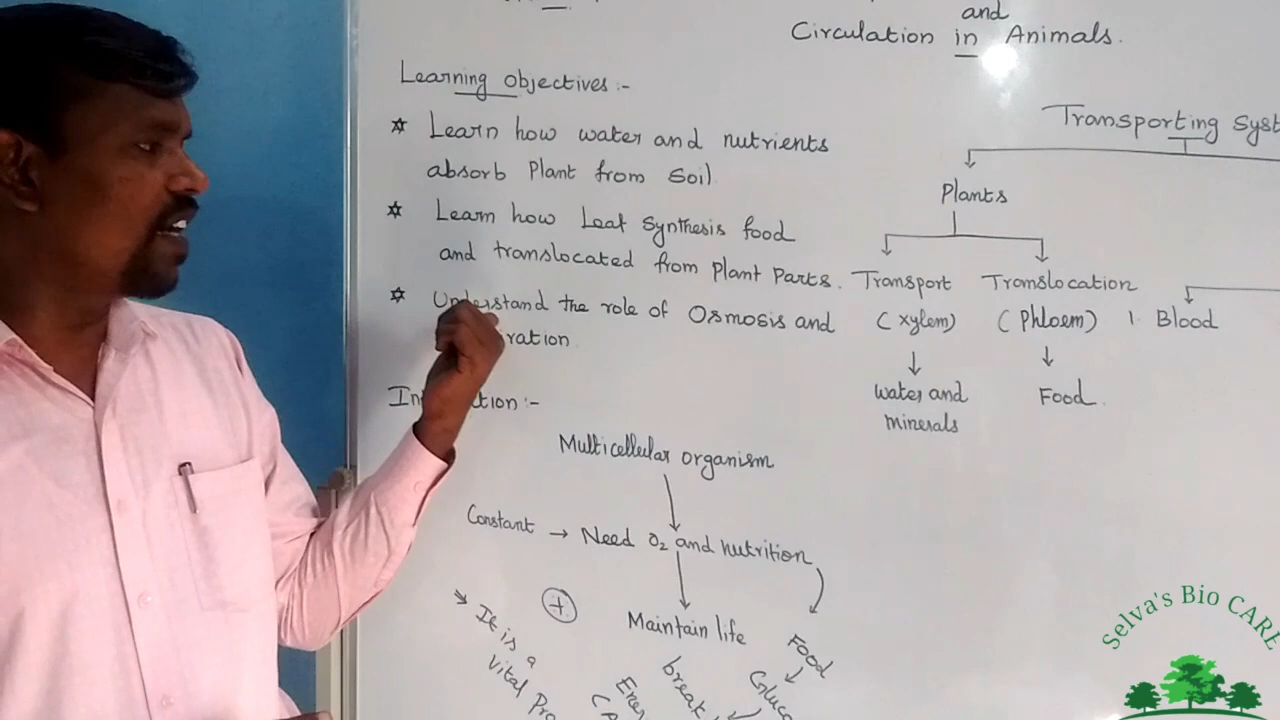 and
Circulation in Animals.
Learning objectives :-
☆ Learn how water and nutrients
absorb Plant from Soil.
☆ Learn how Leaf Synthesis food
and translocated from plant Parts.
☆ Understand the role of Osmosis and
ration
tion :-
Multicellular organism
Constant → Need O2 and nutrition
+
Maintain life
Food
It is a
Vital
break
Transporting
Plants
Transport
(xylem)
water and
minerals
Translocation
(Phloem)
Food.
1. Blood
Selva's Bio CARE